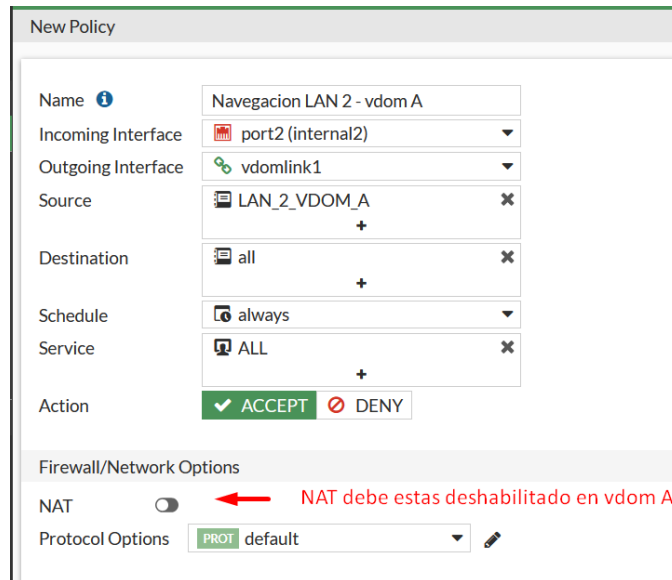 New Policy
Name
Navegacion LAN 2 - vdom A
Incoming Interface
port2 (internal2)
Outgoing Interface
vdomlink1
Source
LAN_2_VDOM_A
+
Destination
all
+
Schedule
always
Service
ALL
+
Action
ACCEPT
DENY
Firewall/Network Options
NAT
NAT debe estas deshabilitado en vdom A
Protocol Options
PROT default